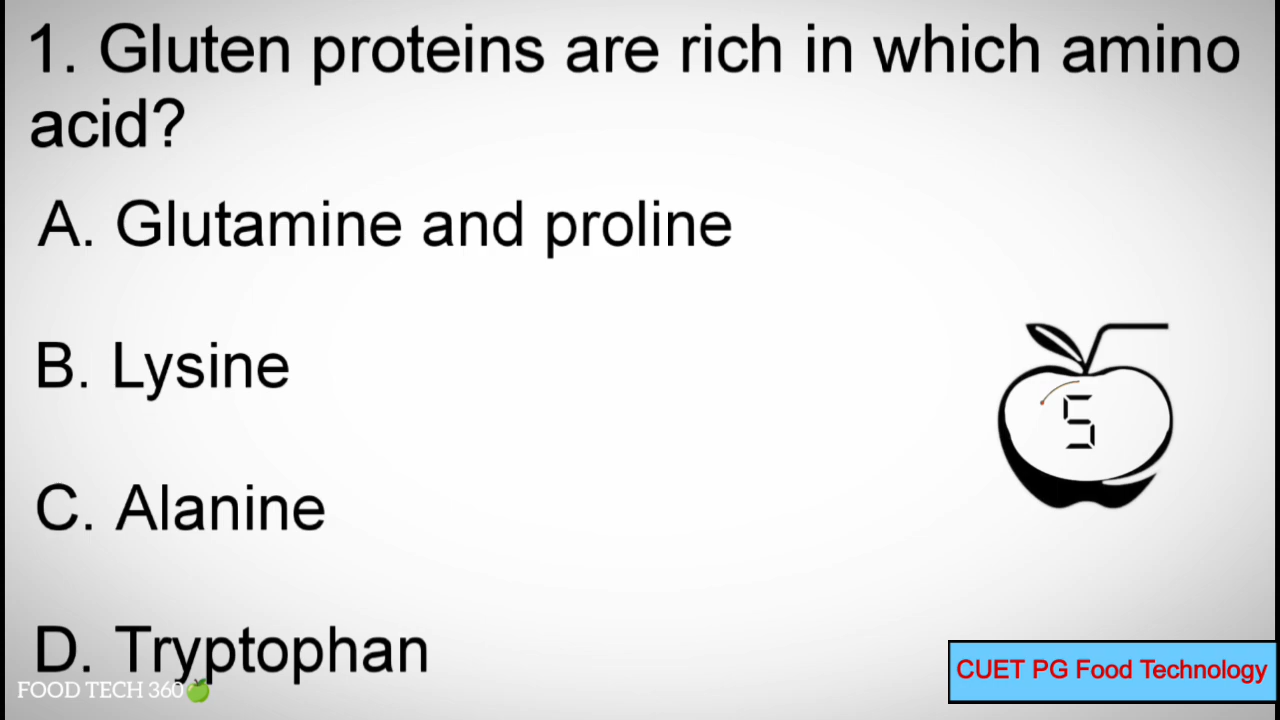 1. Gluten proteins are rich in which amino
acid?
A. Glutamine and proline
B. Lysine
5
C. Alanine
D. Tryptophan
CUET PG Food Technology
FOOD TECH 360